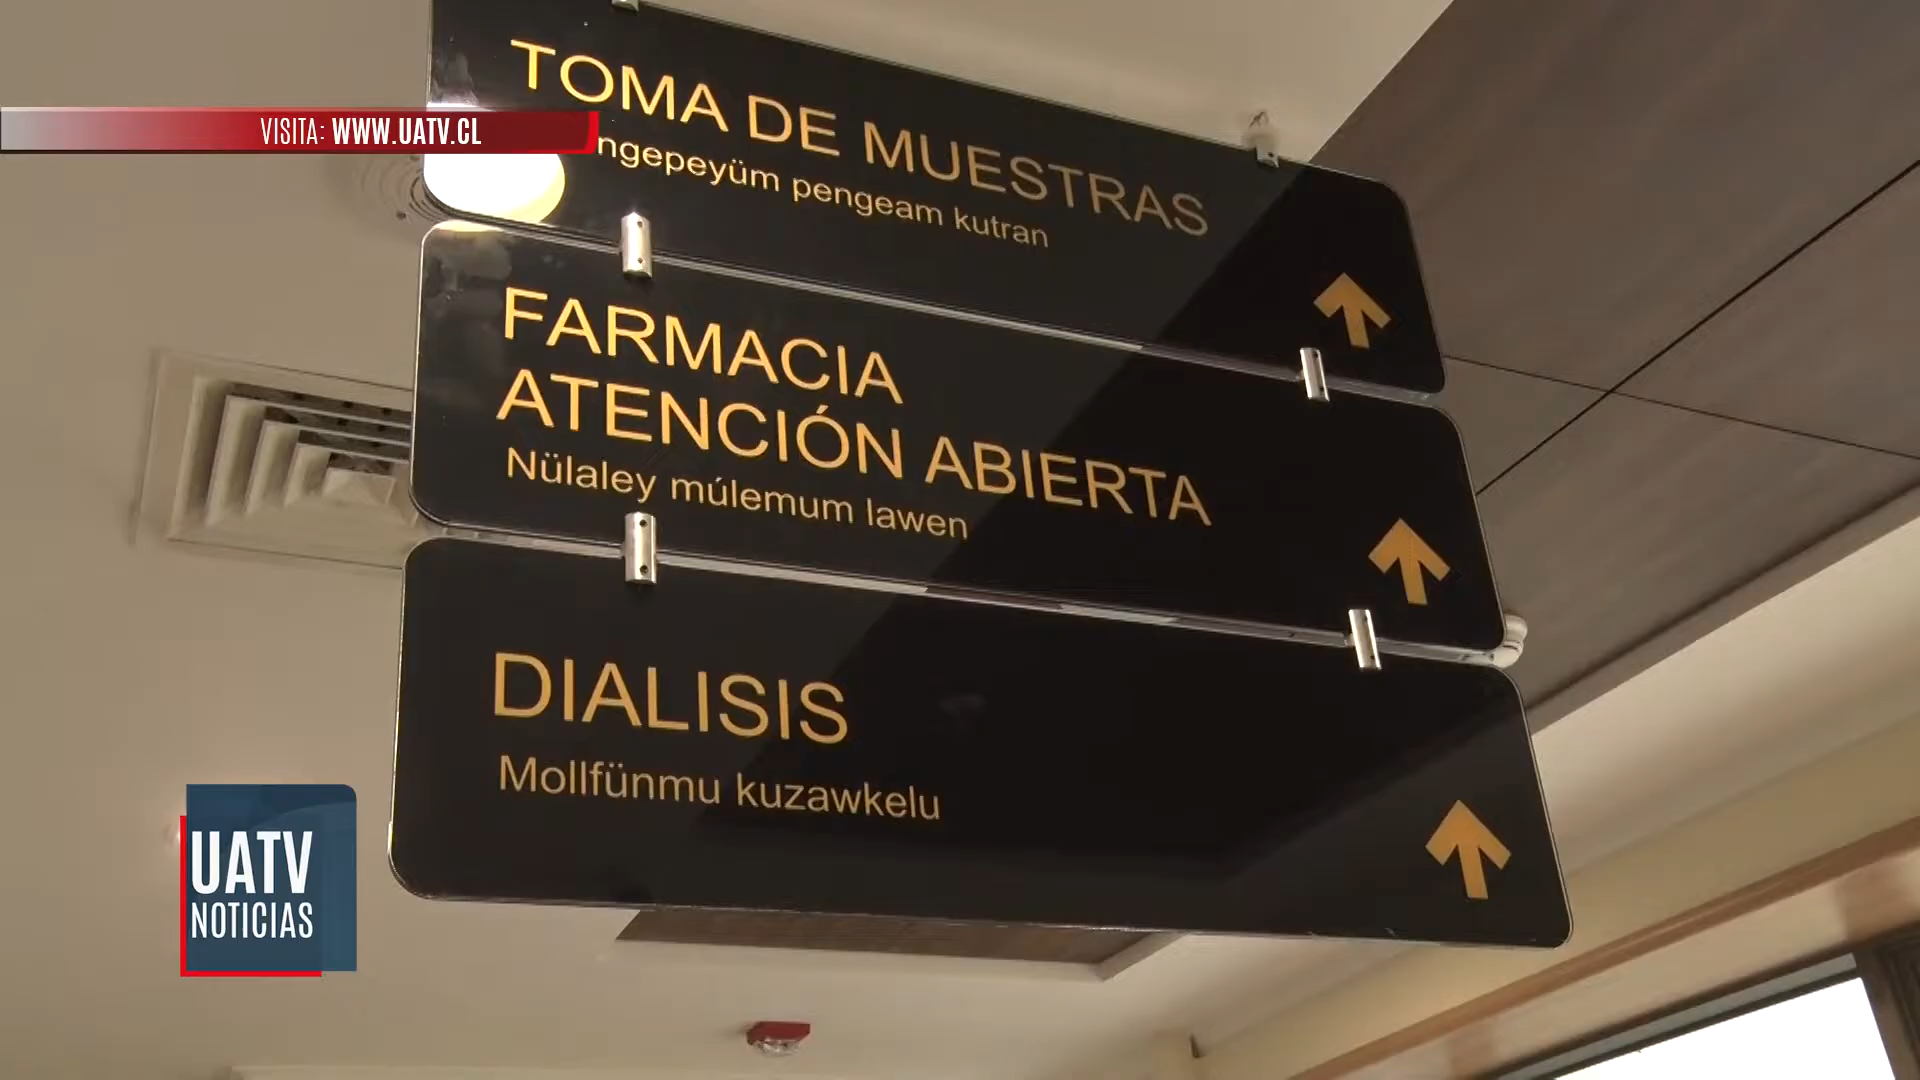 TOMA DE MUESTRAS
VISITA: WWW.UATV.CL
pengeam kutran
FARMACIA
ATENCIÓN ABIERTA
Nülaley múlemum lawen
DIALISIS
Mollfünmu kuzawkelu
UATV
NOTICIAS